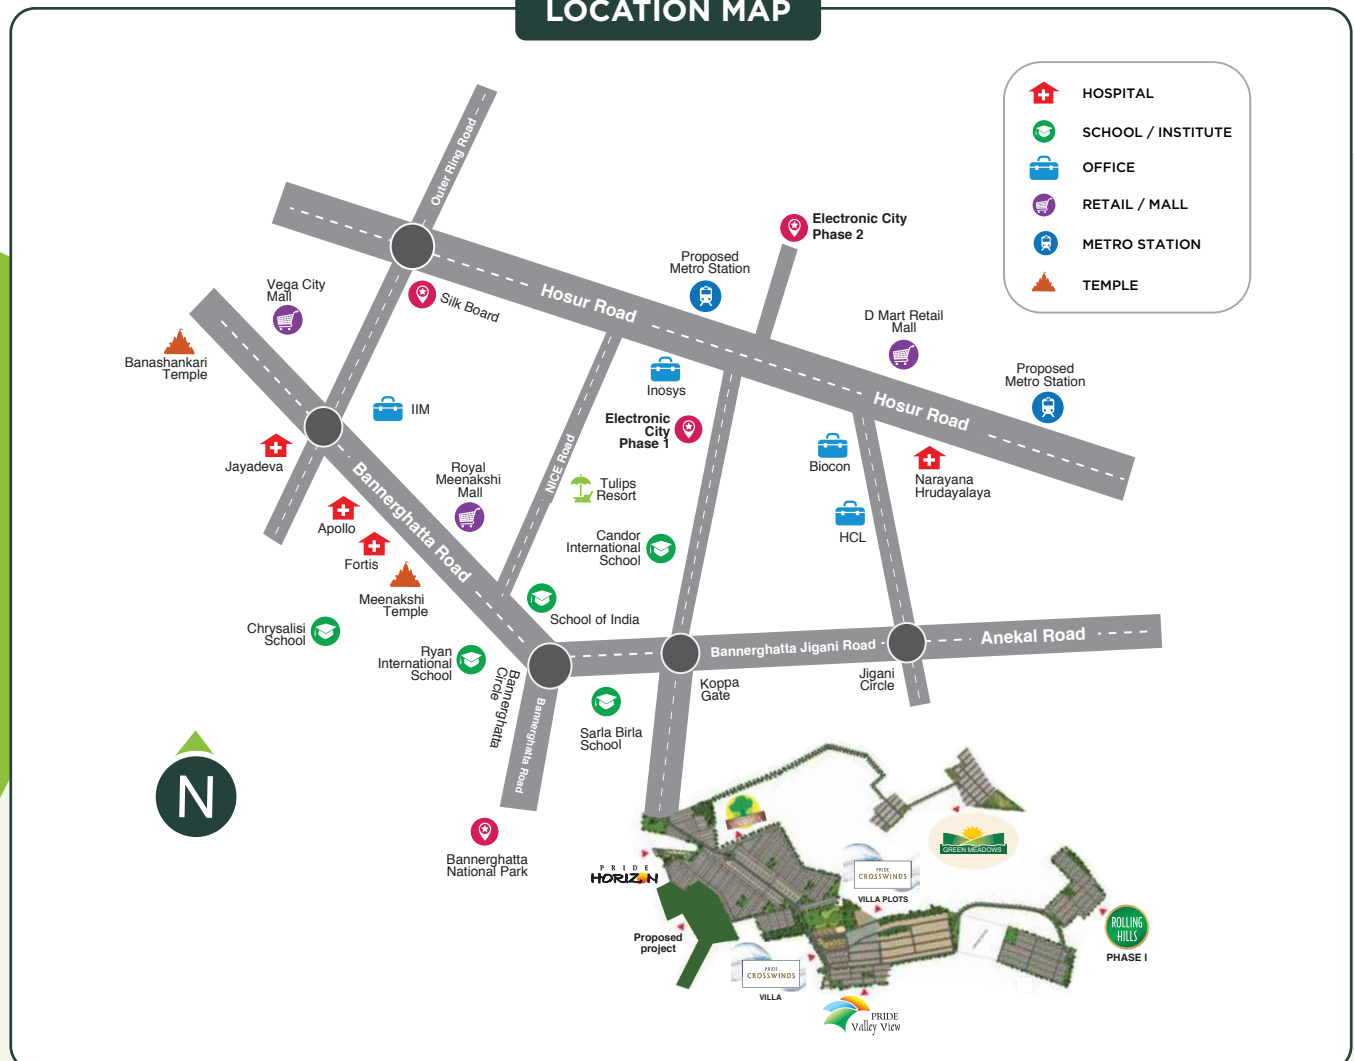 LOCATION MAP
HOSPITAL
SCHOOL / INSTITUTE
OFFICE
RETAIL / MALL
METRO STATION
TEMPLE
Outer Ring Road
Electronic City
Phase 2
Proposed
Metro Station
Vega City
Mall
Silk Board
Hosur Road
D Mart Retail
Mall
Banashankari
Temple
Inosys
Proposed
Metro Station
IIM
Electronic
City
Phase 1
Hosur Road
Jayadeva
Bannerghatta Road
Royal
Meenakshi
Mall
NICE Road
Tulips
Resort
Biocon
Narayana
Hrudayalaya
Apollo
Fortis
HCL
Candor
International
School
Meenakshi
Temple
School of India
Chrysalisi
School
Ryan
International
School
Bannerghatta
Circle
Bannerghatta Jigani Road
Anekal Road
Koppa
Gate
Jigani
Circle
Bannerghatta Road
Sarla Birla
School
N
Bannerghatta
National Park
GREEN MEADOWS
PRIDE
HORIZON
PRIDE
CROSSWINDS
VILLA PLOTS
Proposed
project
ROLLING
HILLS
PHASE I
PRIDE
CROSSWINDS
VILLA
PRIDE
Valley View